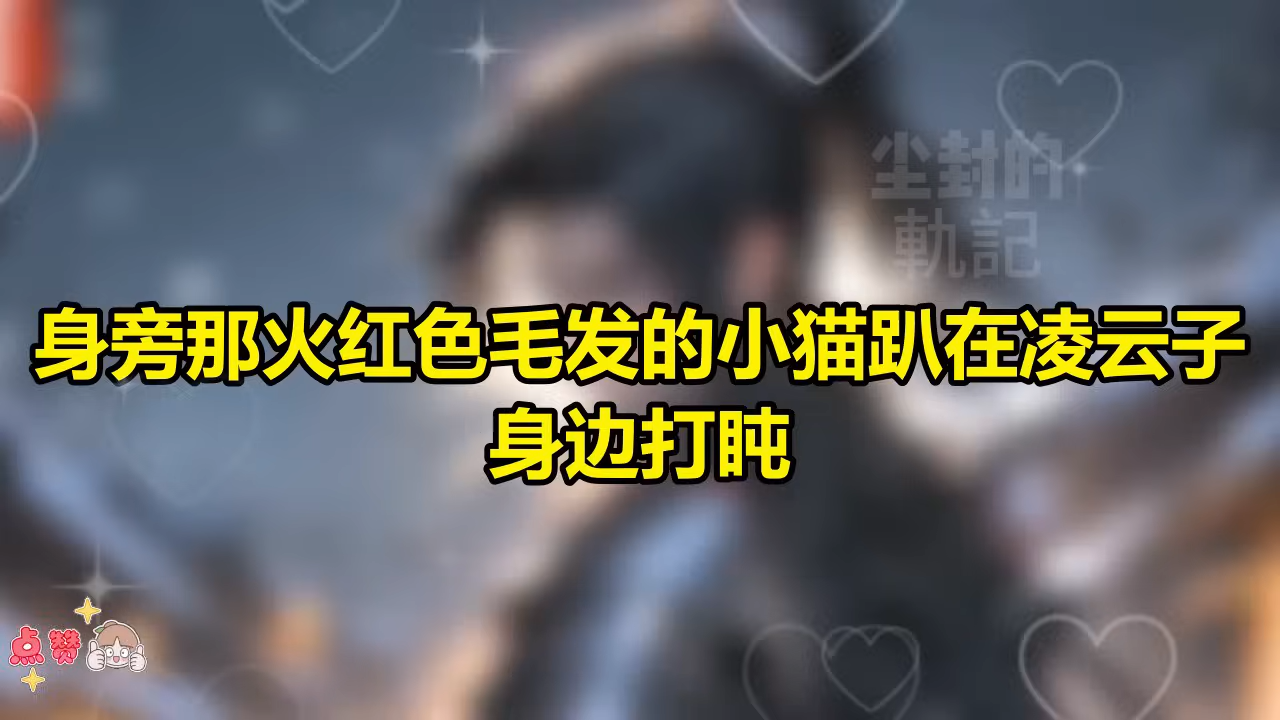 尘封的
軌記
身旁那火红色毛发的小猫趴在凌云子
身边打盹
点赞